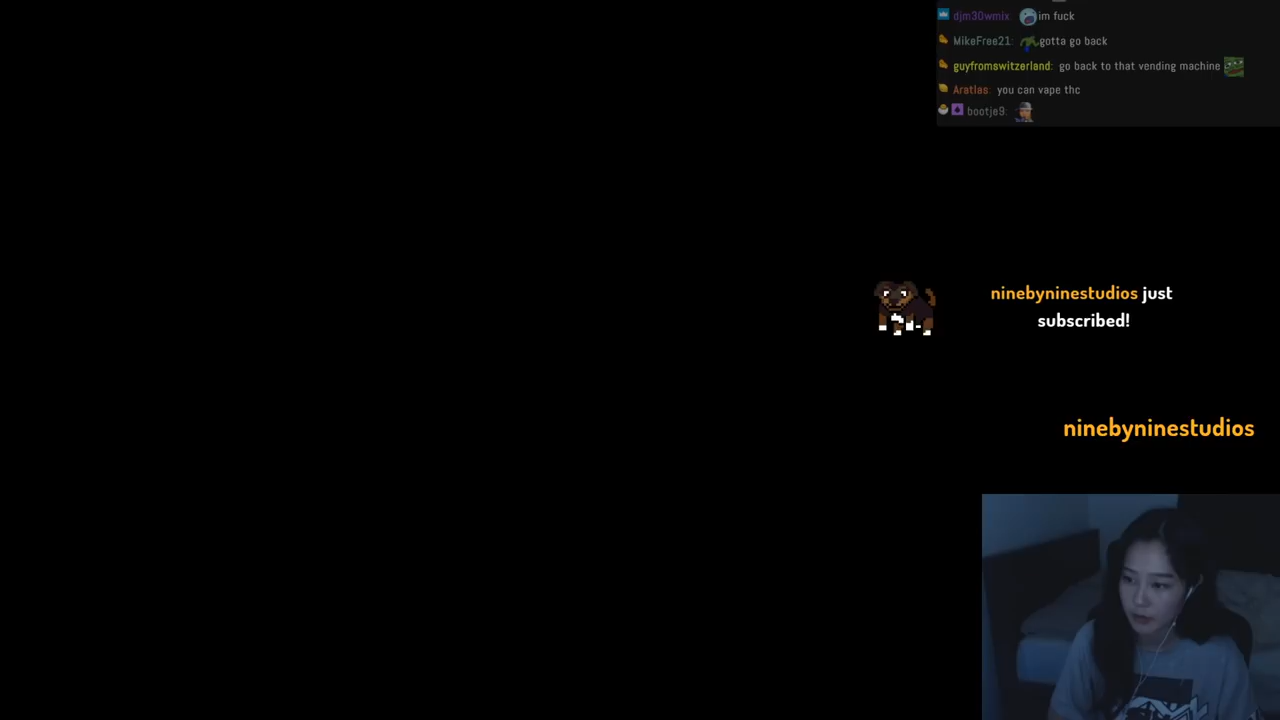 djm30wmix im fuck
MikeFree21: gotta go back
guyfromswitzerland: go back to that vending machine
Aratlas: you can vape thc
bootje9:
ninebyninestudios just
subscribed!
ninebyninestudios